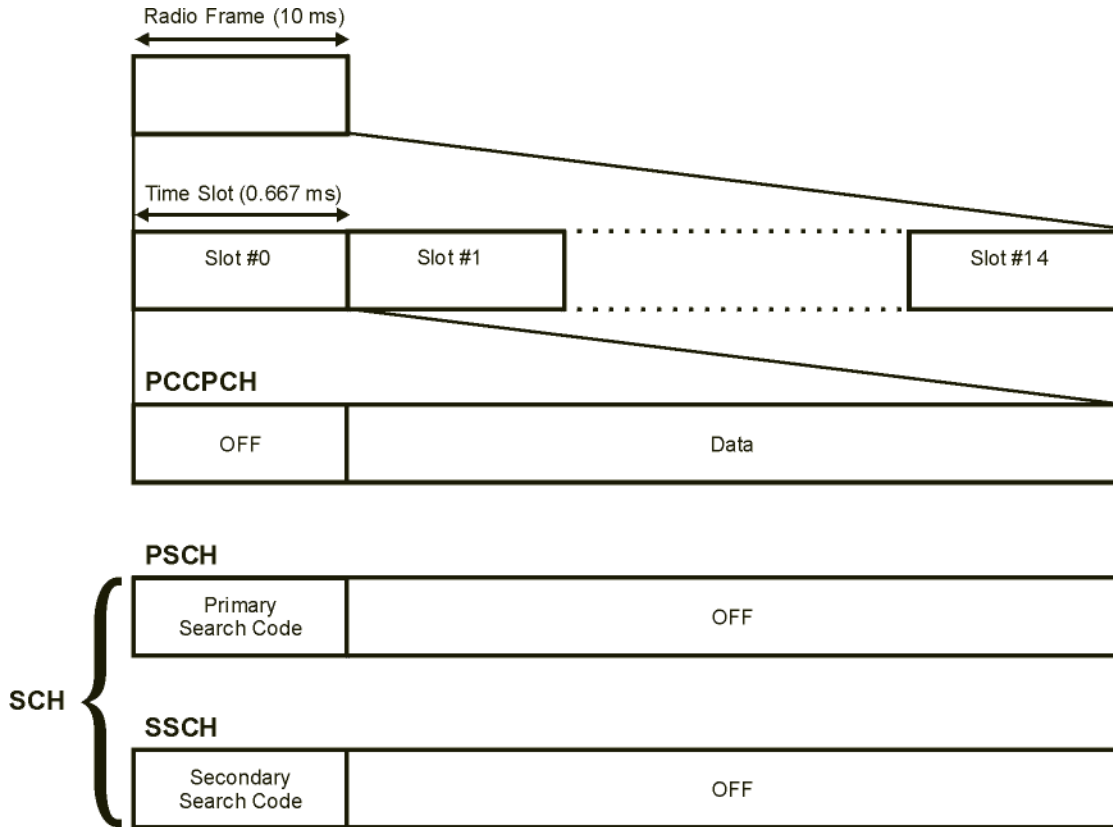 Radio Frame (10 ms)
Time Slot (0.667 ms)
Slot #0
Slot #1
Slot #14
PCCPCH
OFF
Data
PSCH
Primary
Search Code
OFF
SCH
SSCH
Secondary
Search Code
OFF